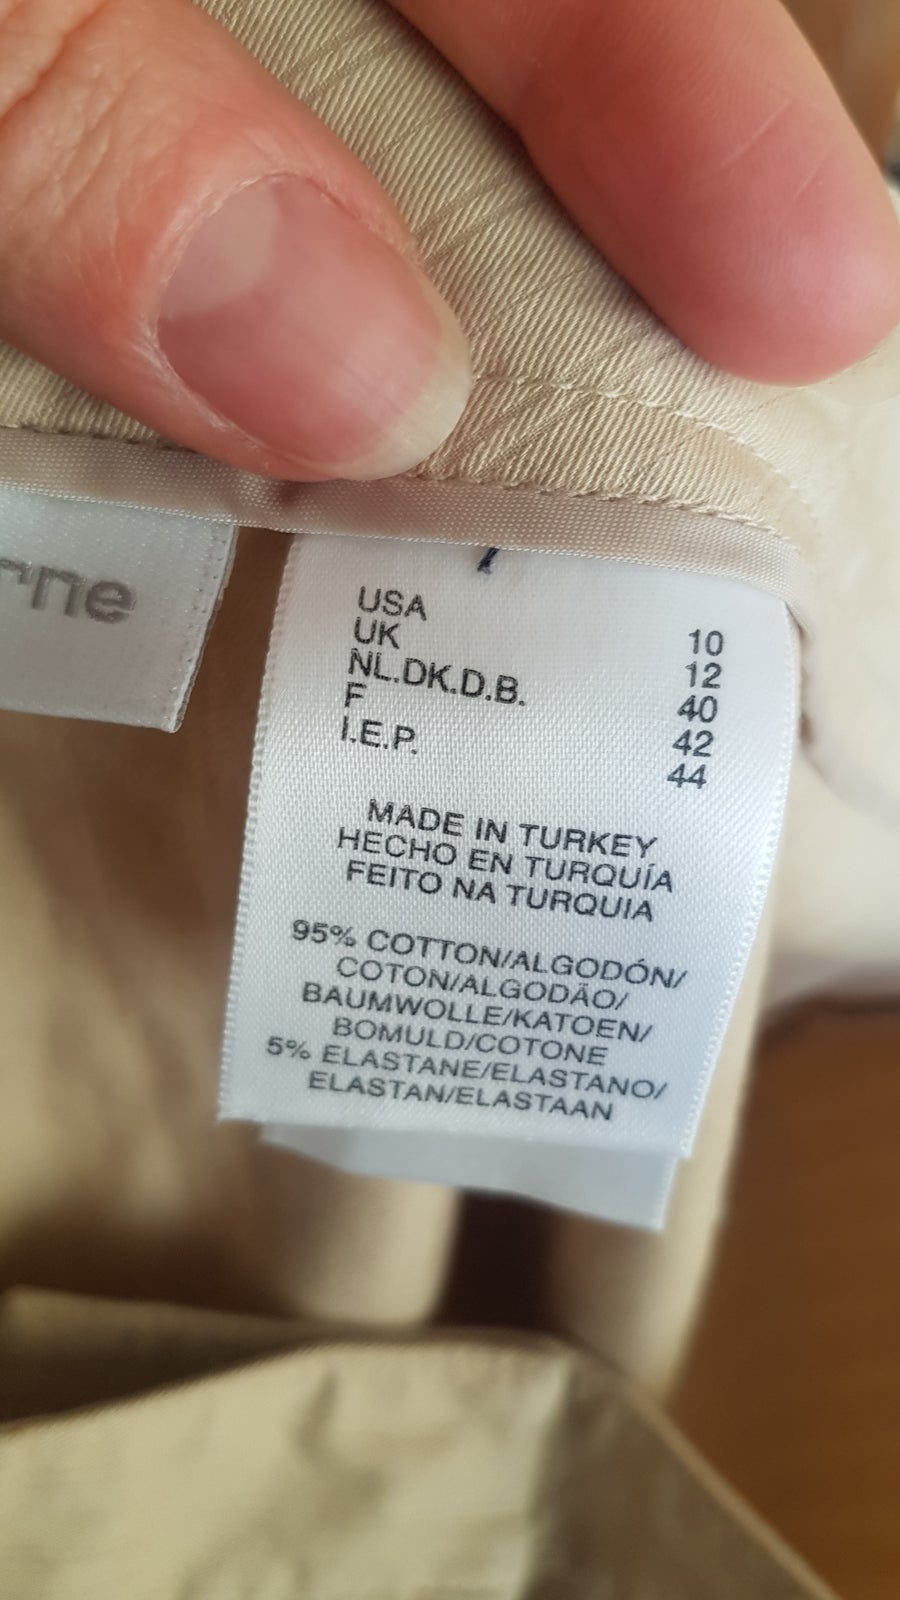 USA 10
UK 12
NL.DK.D.B. 40
F 42
I.E.P. 44
MADE IN TURKEY
HECHO EN TURQUÍA
FEITO NA TURQUIA
95% COTTON/ALGODÓN/
COTON/ALGODÃO/
BAUMWOLLE/KATOEN/
BOMULD/COTONE
5% ELASTANE/ELASTANO/
ELASTAN/ELASTAAN